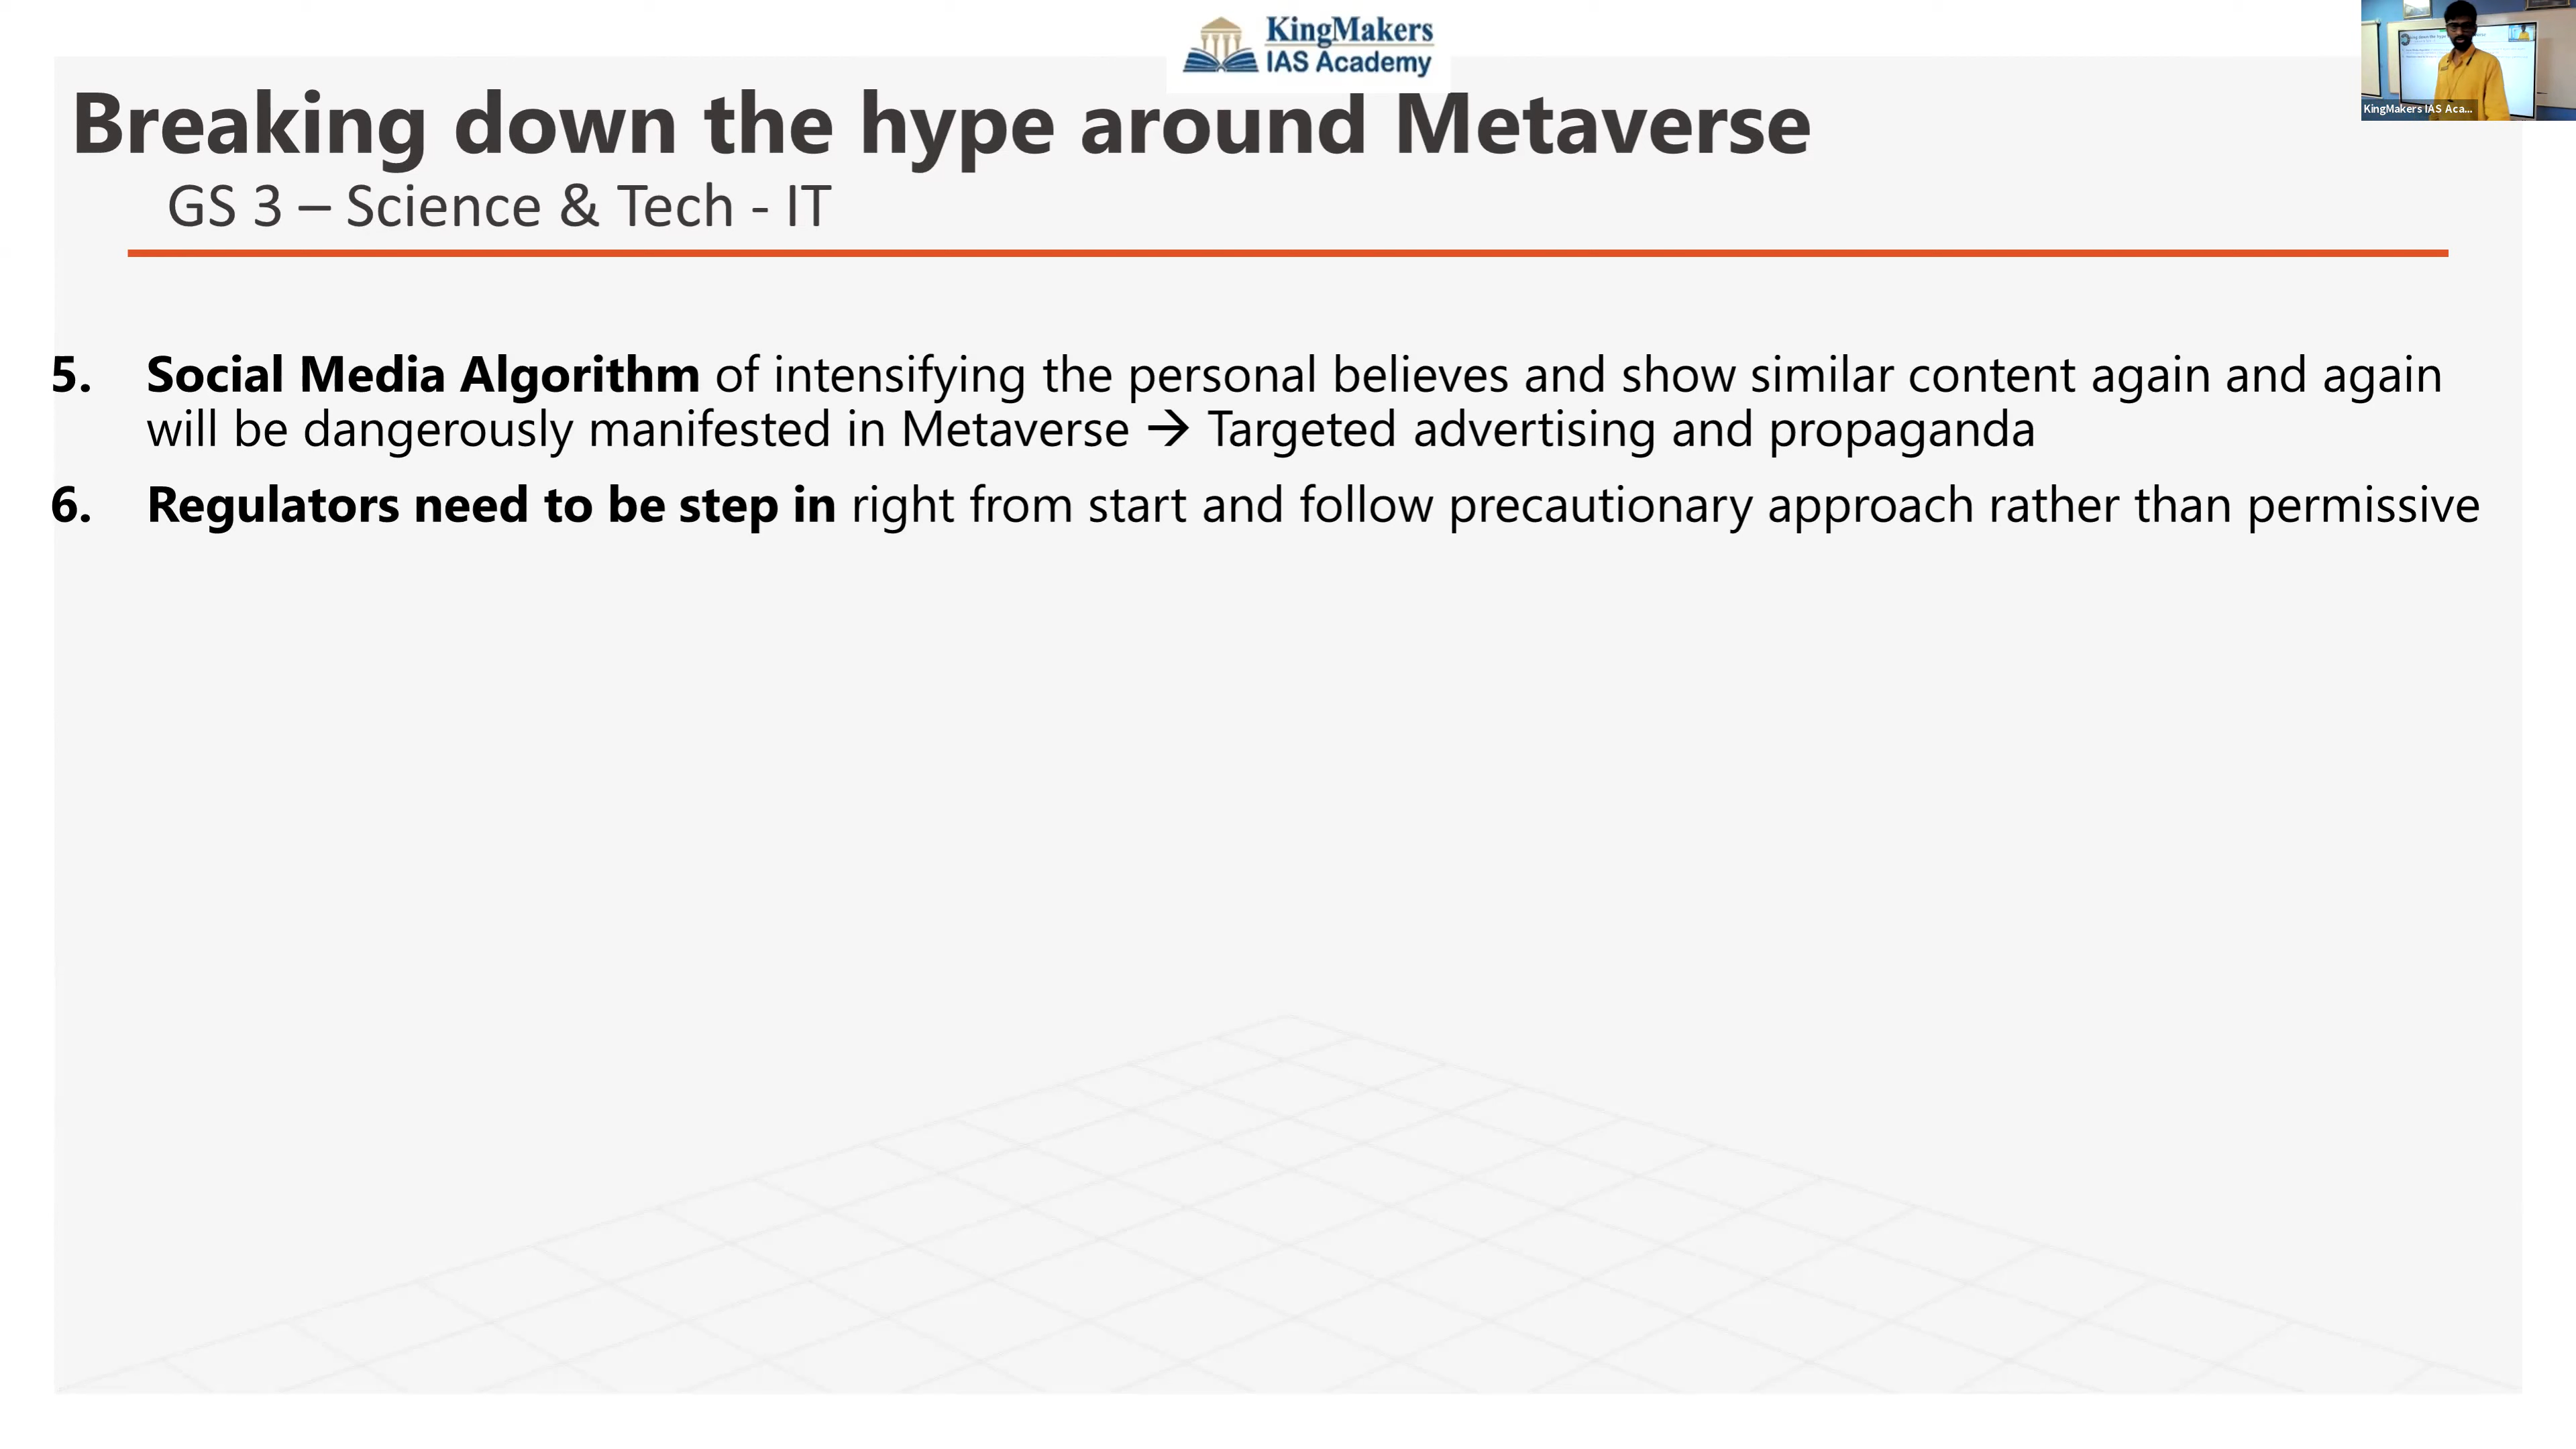 KingMakers
IAS Academy
KingMakers IAS Aca...
Breaking down the hype around Metaverse
GS 3 – Science & Tech - IT
5. Social Media Algorithm of intensifying the personal believes and show similar content again and again
will be dangerously manifested in Metaverse → Targeted advertising and propaganda
6. Regulators need to be step in right from start and follow precautionary approach rather than permissive